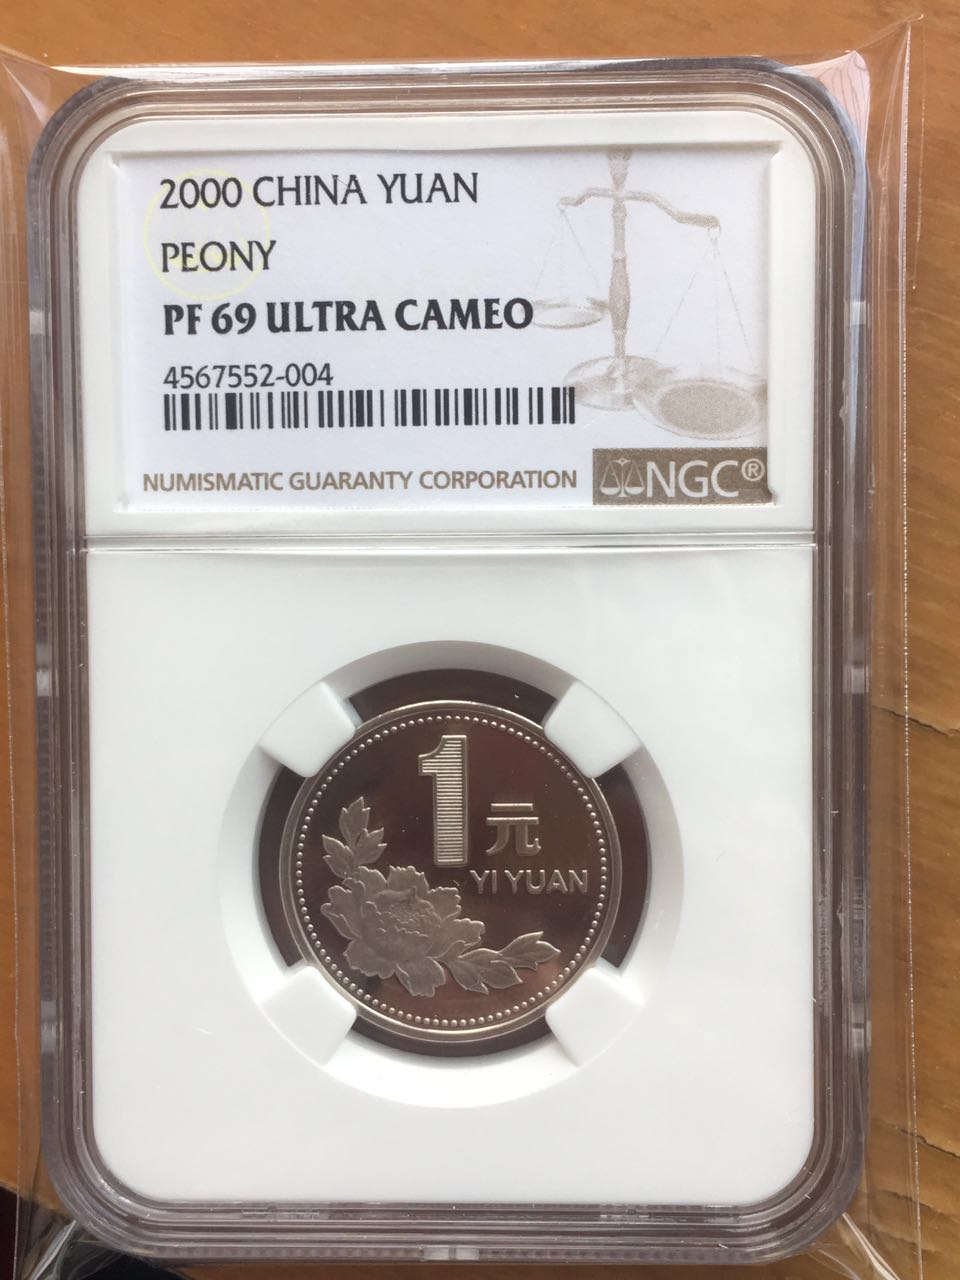 2000 CHINA YUAN
PEONY
PF 69 ULTRA CAMEO
4567552-004
NUMISMATIC GUARANTY CORPORATION
NGC®
1
元
YI YUAN